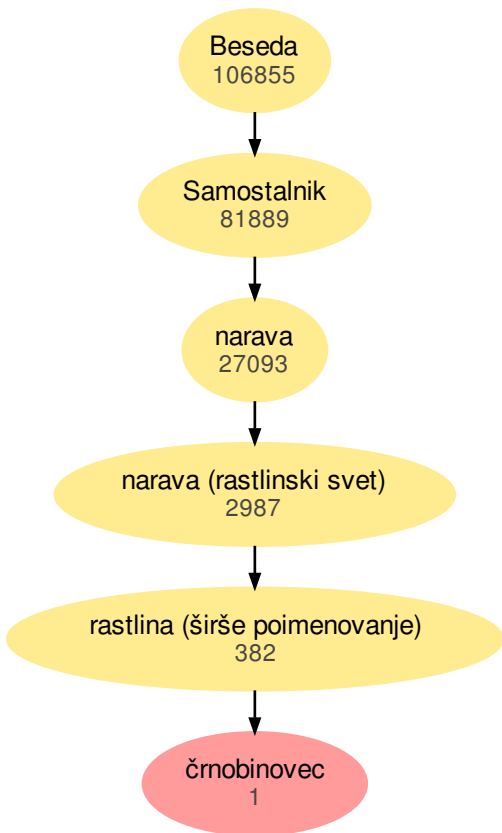 Beseda
106855
Samostalnik
81889
narava
27093
narava (rastlinski svet)
2987
rastlina (širše poimenovanje)
382
črnobinovec
1